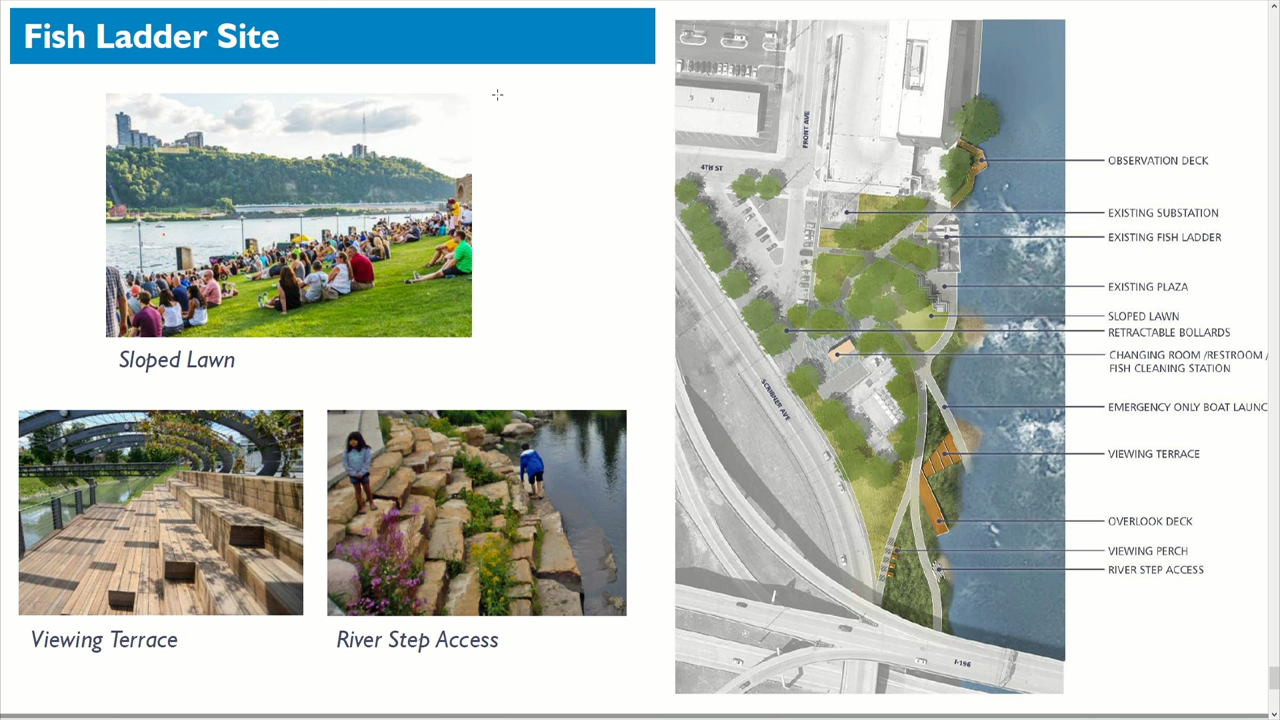 Fish Ladder Site
Sloped Lawn
Viewing Terrace
River Step Access
FRONT AVE
4TH ST
SCRIBNER AVE
I-196
OBSERVATION DECK
EXISTING SUBSTATION
EXISTING FISH LADDER
EXISTING PLAZA
SLOPED LAWN
RETRACTABLE BOLLARDS
CHANGING ROOM /RESTROOM /
FISH CLEANING STATION
EMERGENCY ONLY BOAT LAUNC
VIEWING TERRACE
OVERLOOK DECK
VIEWING PERCH
RIVER STEP ACCESS